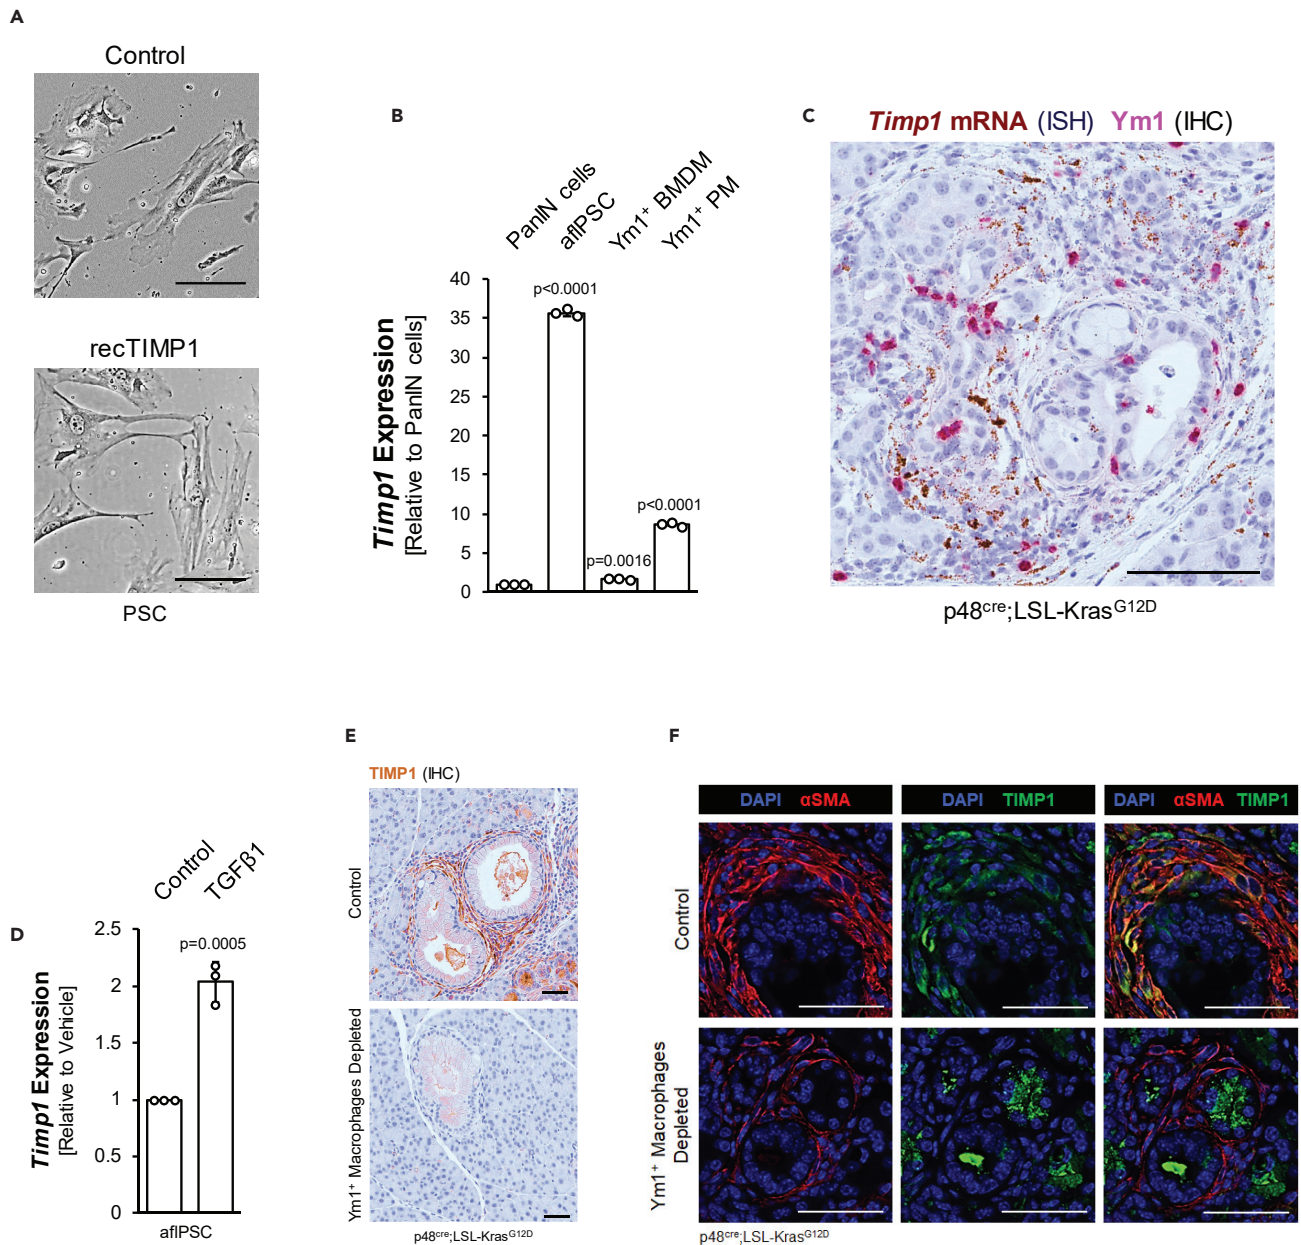 A
Control
recTIMP1
PSC
B
PanIN cells
aflPSC
Ym1⁺ BMDM
Ym1⁺ PM
Timp1 Expression
[Relative to PanIN cells]
40
35
30
25
20
15
10
5
0
p<0.0001
p=0.0016
p<0.0001
C
Timp1 mRNA (ISH) Ym1 (IHC)
p48ᶜʳᵉ;LSL-Krasᴳ¹²ᴰ
D
Control
TGFβ1
Timp1 Expression
[Relative to Vehicle]
2.5
2
1.5
1
0.5
0
p=0.0005
aflPSC
E
TIMP1 (IHC)
Control
Ym1⁺ Macrophages Depleted
p48ᶜʳᵉ;LSL-Krasᴳ¹²ᴰ
F
DAPI αSMA
DAPI TIMP1
DAPI αSMA TIMP1
Control
Ym1⁺ Macrophages
Depleted
p48ᶜʳᵉ;LSL-Krasᴳ¹²ᴰ